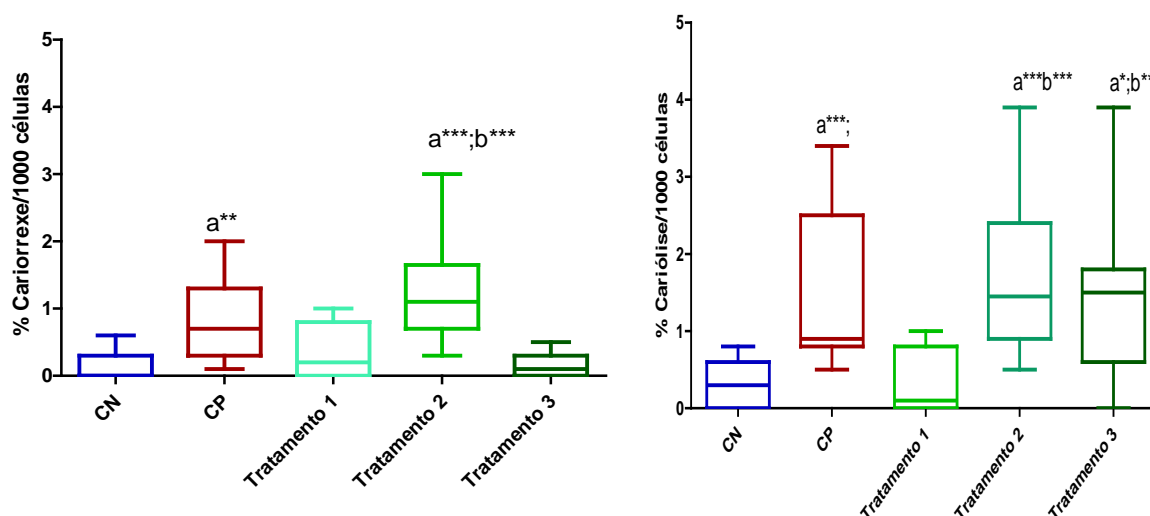 % Cariorrexe/1000 células
5
4
3
2
1
0
a**
a***;b***
CN
CP
Tratamento 1
Tratamento 2
Tratamento 3
% Cariólise/1000 células
5
4
3
2
1
0
a***;
a***b***
a*;b**
CN
CP
Tratamento 1
Tratamento 2
Tratamento 3